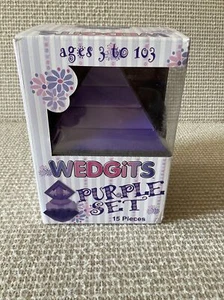 ages 3 to 103
WEDGiTS
PURPLE
SET
15 Pieces